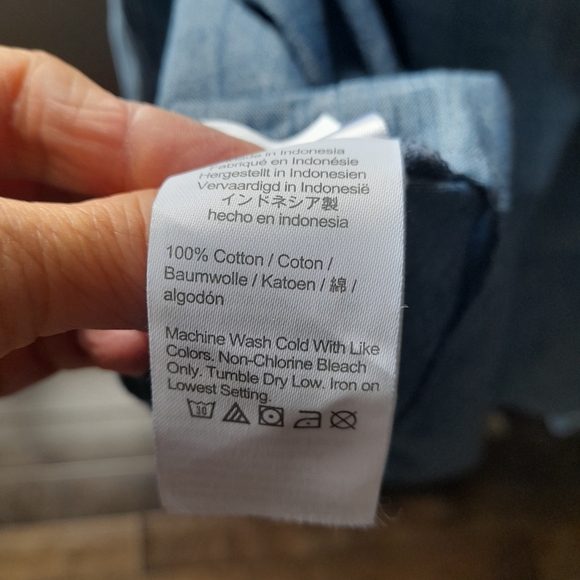 in Indonesia
Fabriqué en Indonésie
Hergestellt in Indonesien
Vervaardigd in Indonesië
インドネシア製
hecho en indonesia
100% Cotton / Coton /
Baumwolle / Katoen / 綿 /
algodón
Machine Wash Cold With Like
Colors. Non-Chlorine Bleach
Only. Tumble Dry Low. Iron on
Lowest Setting.
30